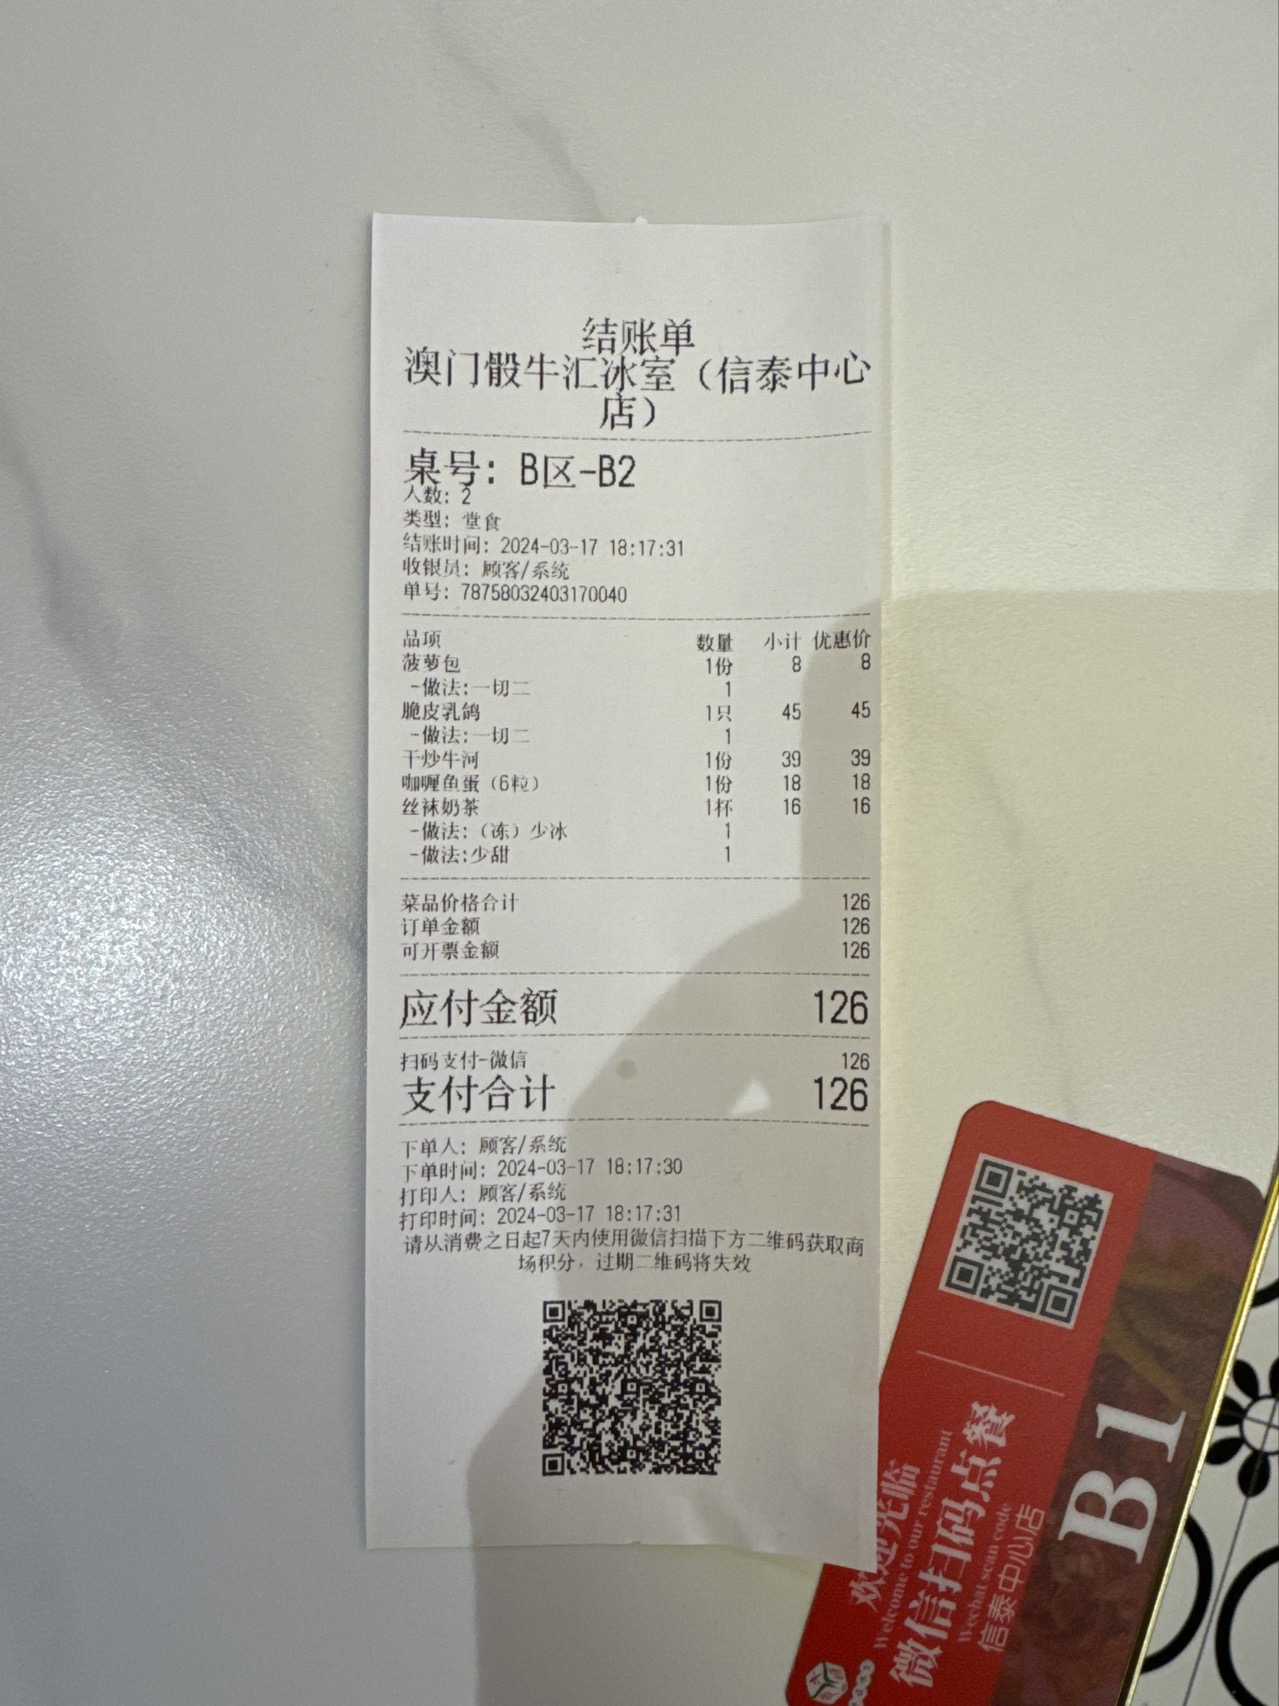 结账单
澳门骰牛汇冰室（信泰中心
店）
桌号: B区-B2
人数: 2
类型: 堂食
结账时间: 2024-03-17 18:17:31
收银员: 顾客/系统
单号: 78758032403170040
品项 数量 小计 优惠价
菠萝包 1份 8 8
-做法:一切二 1
脆皮乳鸽 1只 45 45
-做法:一切二 1
干炒牛河 1份 39 39
咖喱鱼蛋（6粒） 1份 18 18
丝袜奶茶 1杯 16 16
-做法:（冻）少冰 1
-做法:少甜 1
菜品价格合计 126
订单金额 126
可开票金额 126
应付金额 126
扫码支付-微信 126
支付合计 126
下单人: 顾客/系统
下单时间: 2024-03-17 18:17:30
打印人: 顾客/系统
打印时间: 2024-03-17 18:17:31
请从消费之日起7天内使用微信扫描下方二维码获取商
场积分，过期二维码将失效
欢迎光临
Welcome to our restaurant
微信扫码点餐
Wechat scan code
信泰中心店
B1